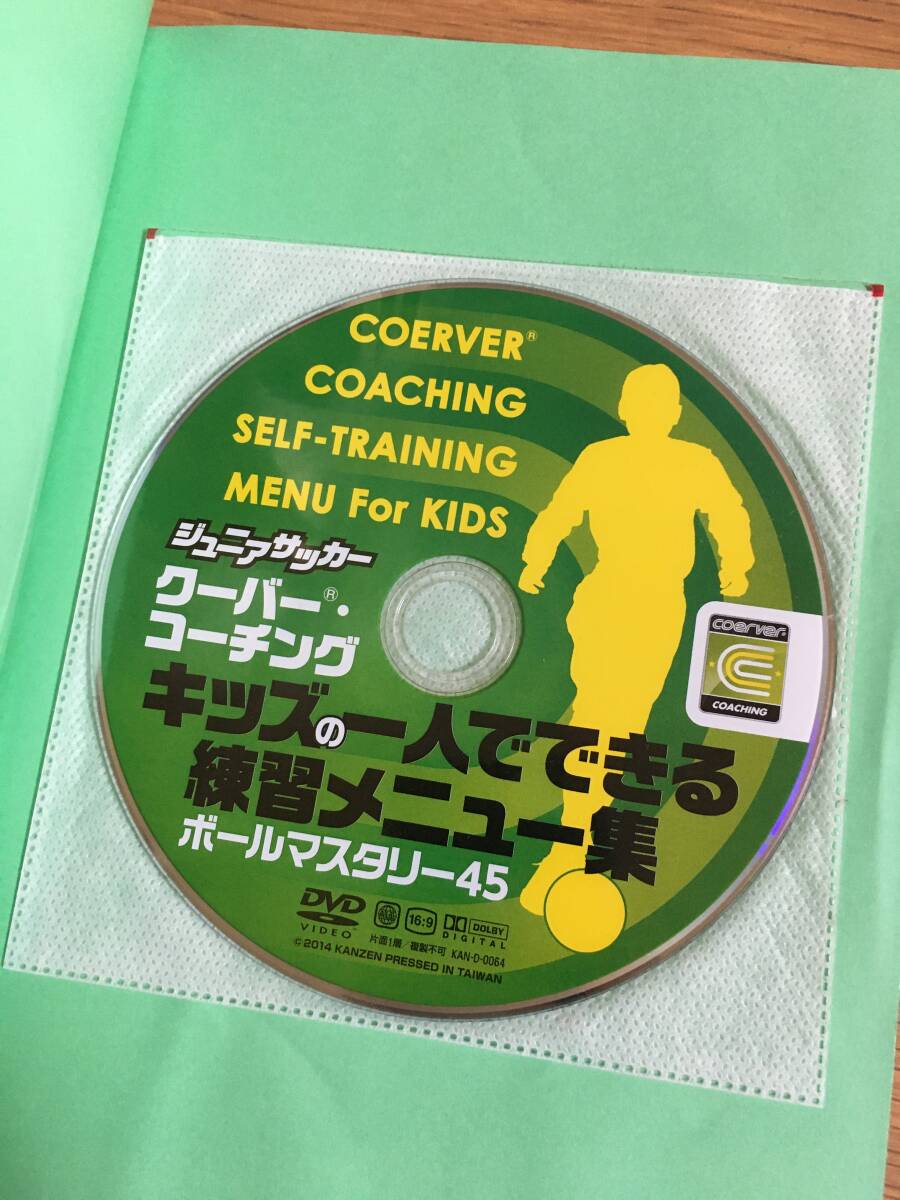 COERVER®
COACHING
SELF-TRAINING
MENU For KIDS
ジュニアサッカー
クーバー®・
コーチング
キッズの一人でできる
練習メニュー集
ボールマスタリー45
coerver®
COACHING
DVD
VIDEO™
16:9
DOLBY
DIGITAL
片面1層/複製不可 KAN-D-0064
©2014 KANZEN PRESSED IN TAIWAN